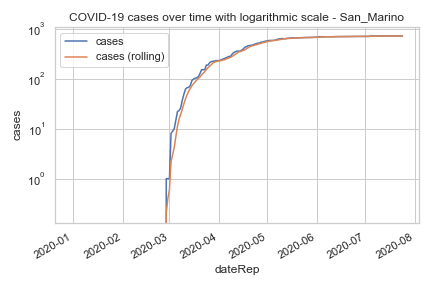 COVID-19 cases over time with logarithmic scale - San_Marino
cases
cases (rolling)
10³
10²
10¹
10⁰
cases
2020-01
2020-02
2020-03
2020-04
2020-05
2020-06
2020-07
2020-08
dateRep